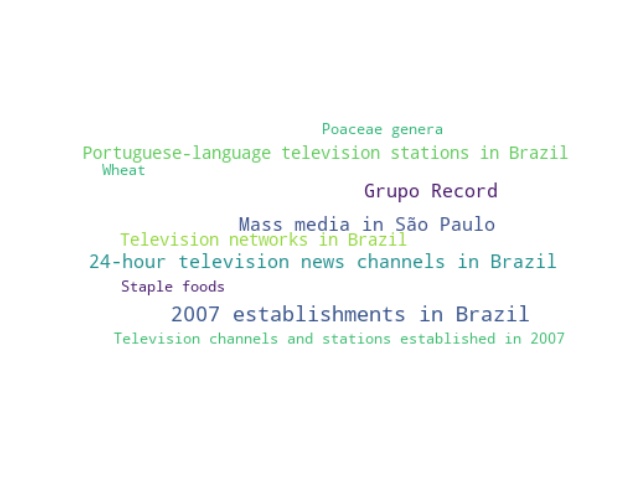 Poaceae genera
Portuguese-language television stations in Brazil
Wheat
Grupo Record
Mass media in São Paulo
Television networks in Brazil
24-hour television news channels in Brazil
Staple foods
2007 establishments in Brazil
Television channels and stations established in 2007